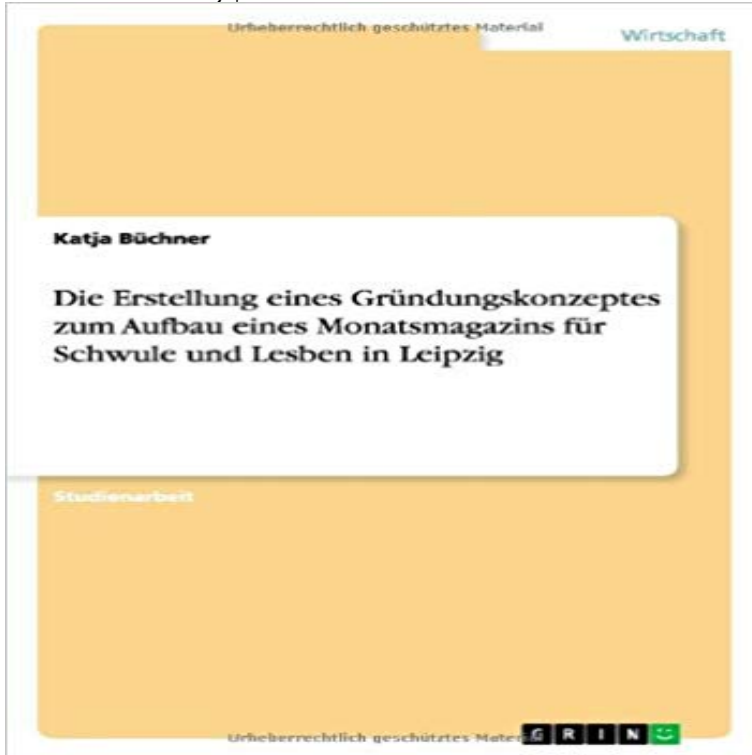 Urheberrechtlich geschütztes Material
Wirtschaft
Katja Büchner
Die Erstellung eines Gründungskonzeptes
zum Aufbau eines Monatsmagazins für
Schwule und Lesben in Leipzig
Studienarbeit
Urheberrechtlich geschütztes Mater
GRIN